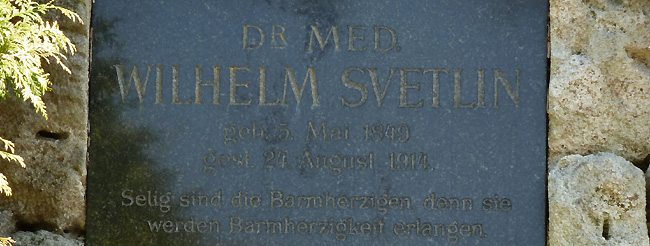 DR MED.
WILHELM SVETLIN
geb. 5. Mai 1849
gest. 24. August 1914.
Selig sind die Barmherzigen denn sie
werden Barmherzigkeit erlangen.